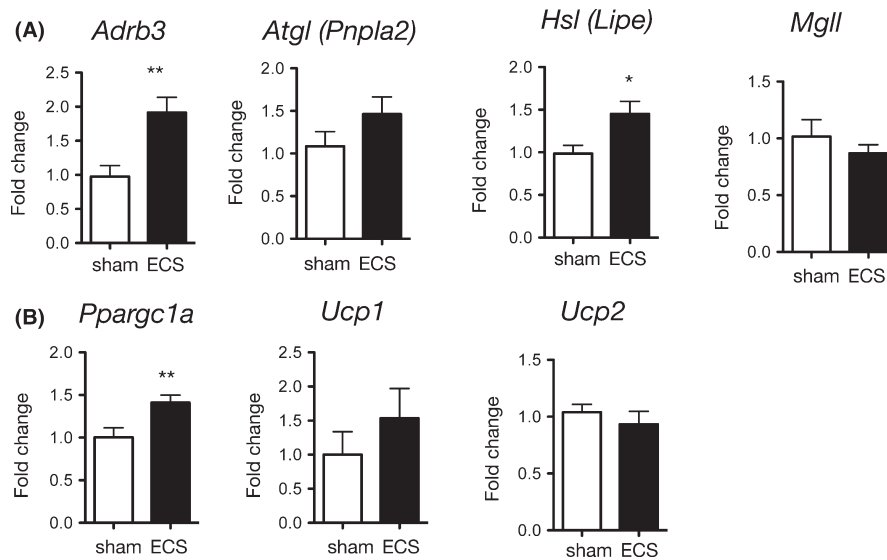 (A) Adrb3 Atgl (Pnpla2) Hsl (Lipe) Mgll
Fold change
2.5
2.0
1.5
1.0
0.5
0.0
**
sham ECS
Fold change
2.0
1.5
1.0
0.5
0.0
sham ECS
Fold change
2.0
1.5
1.0
0.5
0.0
*
sham ECS
Fold change
1.5
1.0
0.5
0.0
sham ECS
(B) Ppargc1a Ucp1 Ucp2
Fold change
2.0
1.5
1.0
0.5
0.0
**
sham ECS
Fold change
2.5
2.0
1.5
1.0
0.5
0.0
sham ECS
Fold change
1.5
1.0
0.5
0.0
sham ECS